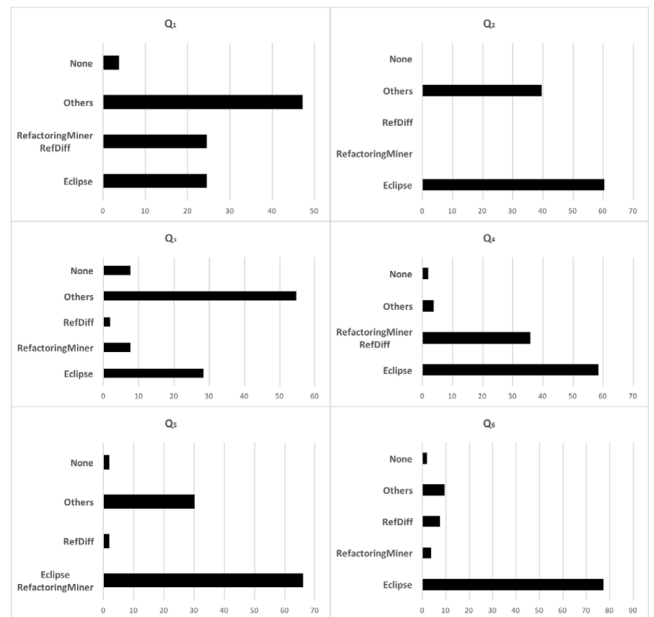 Q₁
None
Others
RefactoringMiner
RefDiff
Eclipse
0 10 20 30 40 50
Q₂
None
Others
RefDiff
RefactoringMiner
Eclipse
0 10 20 30 40 50 60 70
Q₃
None
Others
RefDiff
RefactoringMiner
Eclipse
0 10 20 30 40 50 60
Q₄
None
Others
RefactoringMiner
RefDiff
Eclipse
0 10 20 30 40 50 60 70
Q₅
None
Others
RefDiff
Eclipse
RefactoringMiner
0 10 20 30 40 50 60 70
Q₆
None
Others
RefDiff
RefactoringMiner
Eclipse
0 10 20 30 40 50 60 70 80 90